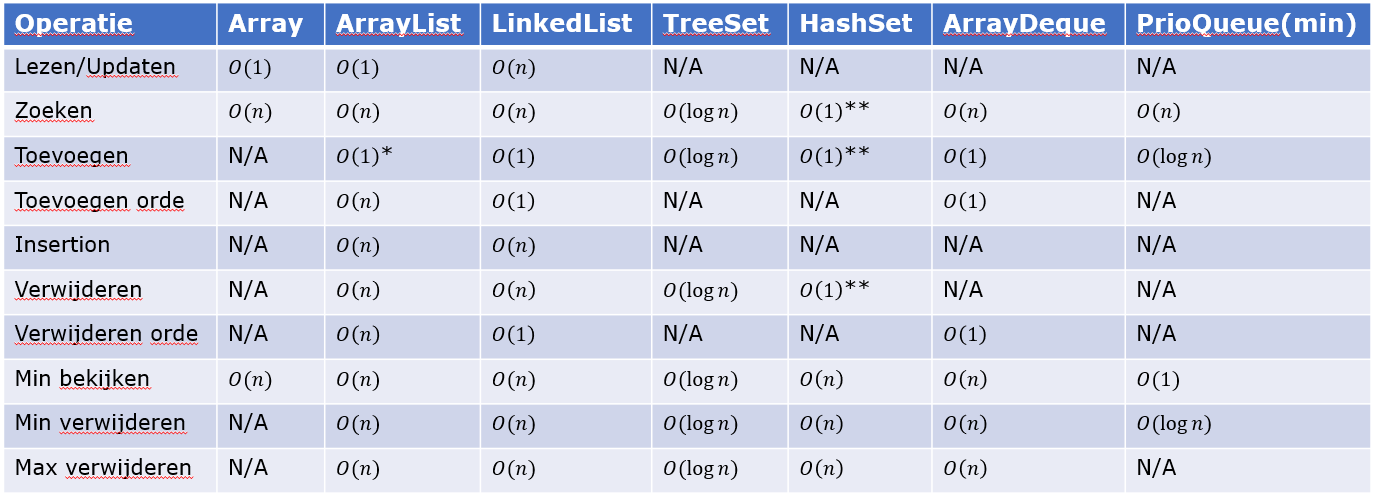 Operatie Array ArrayList LinkedList TreeSet HashSet ArrayDeque PrioQueue(min)
Lezen/Updaten O(1) O(1) O(n) N/A N/A N/A N/A
Zoeken O(n) O(n) O(n) O(log n) O(1)** O(n) O(n)
Toevoegen N/A O(1)* O(1) O(log n) O(1)** O(1) O(log n)
Toevoegen orde N/A O(n) O(1) N/A N/A O(1) N/A
Insertion N/A O(n) O(n) N/A N/A N/A N/A
Verwijderen N/A O(n) O(n) O(log n) O(1)** N/A N/A
Verwijderen orde N/A O(n) O(1) N/A N/A O(1) N/A
Min bekijken O(n) O(n) O(n) O(log n) O(n) O(n) O(1)
Min verwijderen N/A O(n) O(n) O(log n) O(n) O(n) O(log n)
Max verwijderen N/A O(n) O(n) O(log n) O(n) O(n) N/A